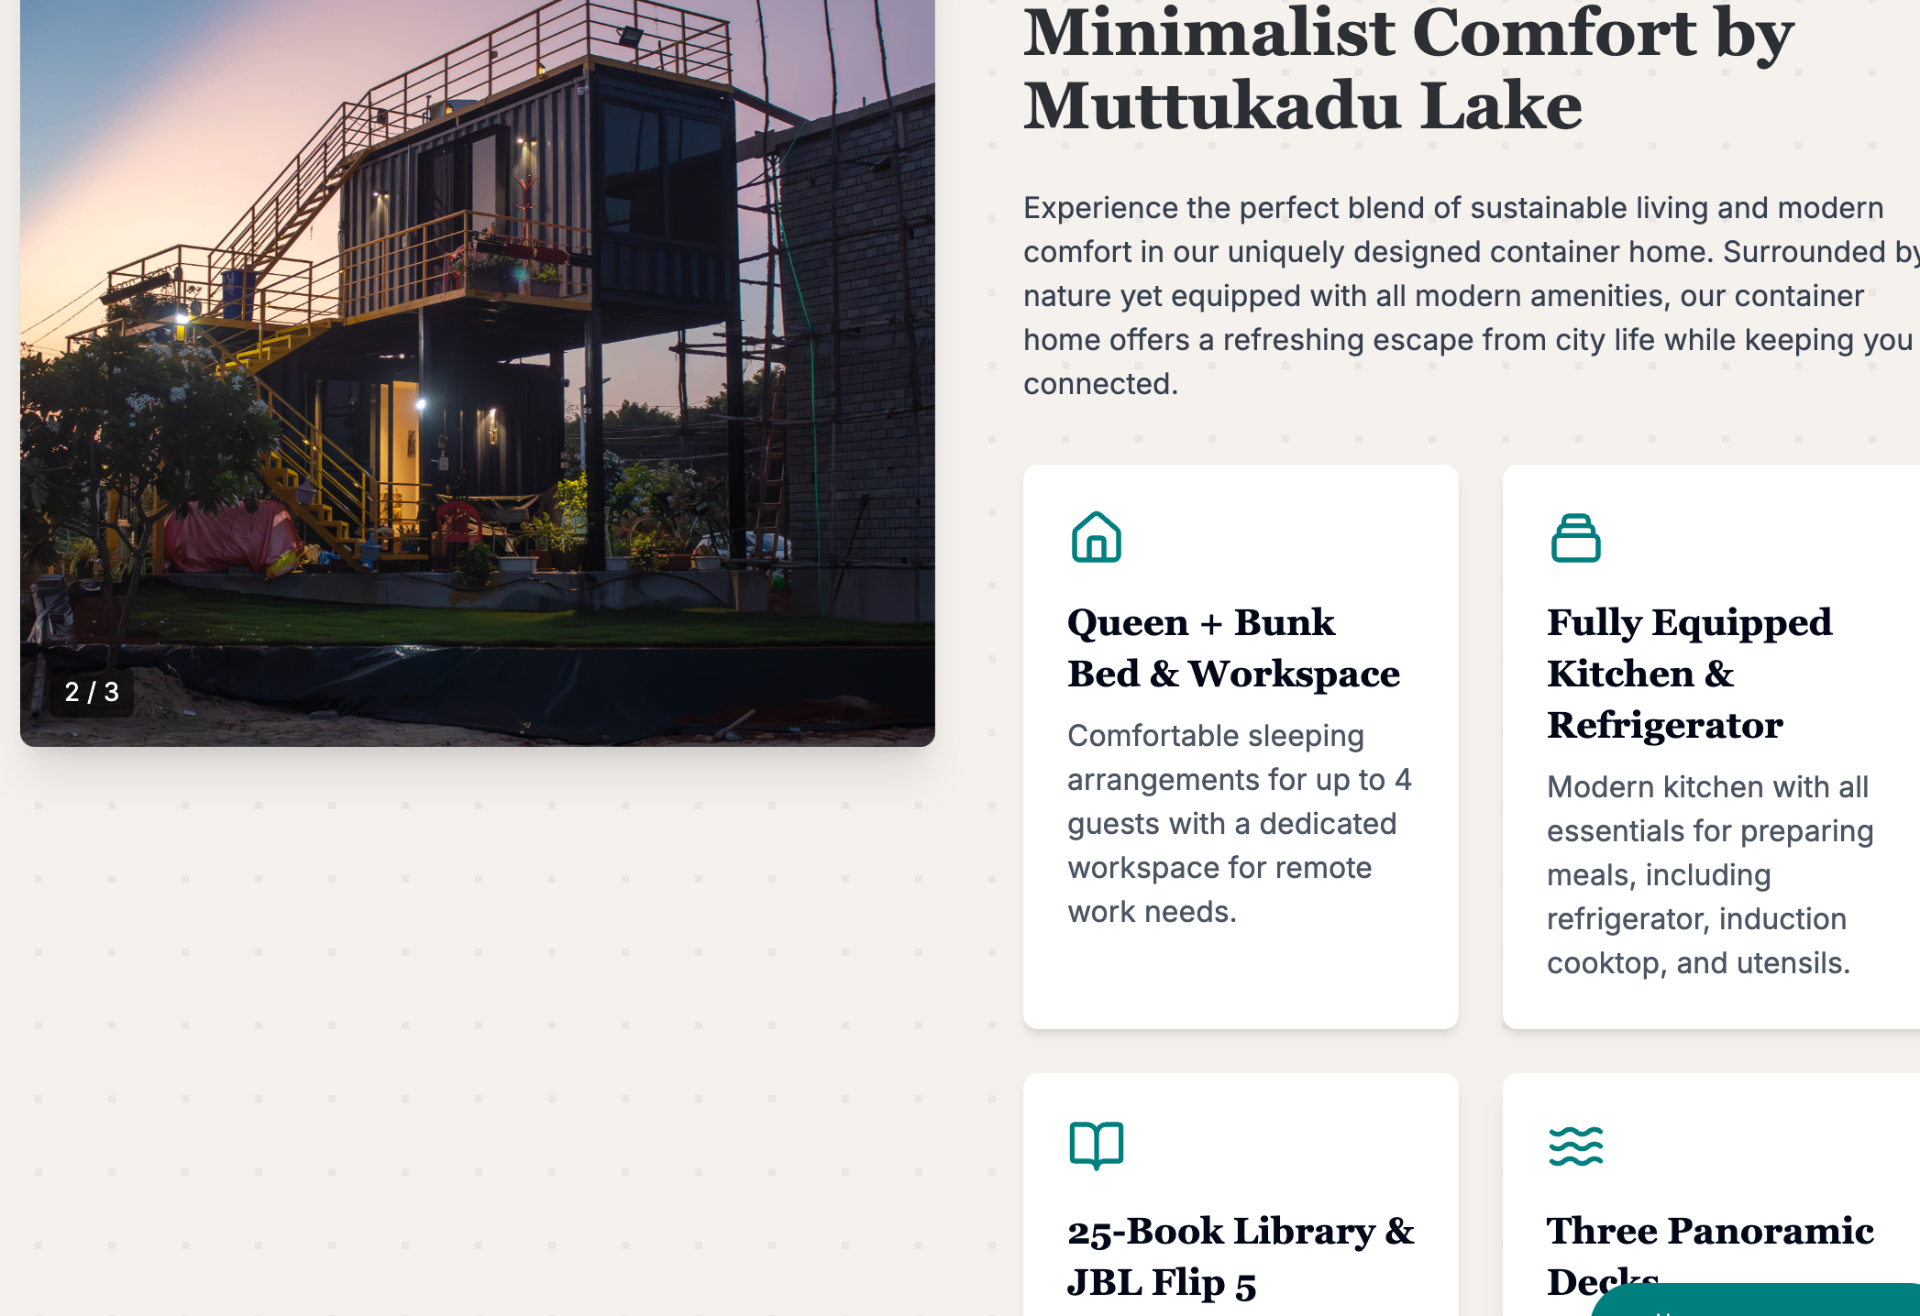 Minimalist Comfort by
Muttukadu Lake
Experience the perfect blend of sustainable living and modern
comfort in our uniquely designed container home. Surrounded by
nature yet equipped with all modern amenities, our container
home offers a refreshing escape from city life while keeping you
connected.
Queen + Bunk
Bed & Workspace
Comfortable sleeping
arrangements for up to 4
guests with a dedicated
workspace for remote
work needs.
Fully Equipped
Kitchen &
Refrigerator
Modern kitchen with all
essentials for preparing
meals, including
refrigerator, induction
cooktop, and utensils.
2 / 3
25-Book Library &
JBL Flip 5
Three Panoramic
Decks